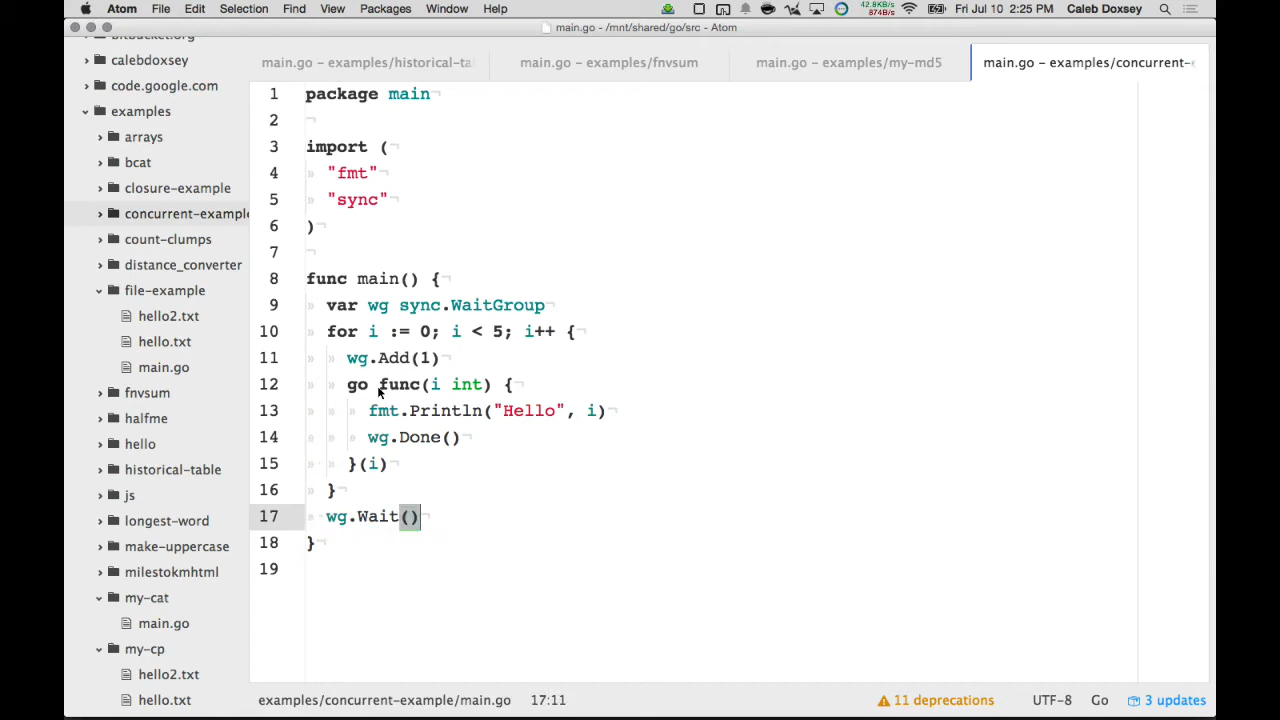 Atom File Edit Selection Find View Packages Window Help 42.8KB/s 874B/s Fri Jul 10 2:25 PM Caleb Doxsey
main.go - /mnt/shared/go/src - Atom
main.go – examples/historical-ta
main.go – examples/fnvsum
main.go – examples/my-md5
main.go – examples/concurrent-e
bitbucket.org
calebdoxsey
code.google.com
examples
arrays
bcat
closure-example
concurrent-example
count-clumps
distance_converter
file-example
hello2.txt
hello.txt
main.go
fnvsum
halfme
hello
historical-table
js
longest-word
make-uppercase
milestokmhtml
my-cat
main.go
my-cp
hello2.txt
hello.txt
1 package main
2
3 import (
4 "fmt"
5 "sync"
6 )
7
8 func main() {
9 var wg sync.WaitGroup
10 for i := 0; i < 5; i++ {
11 wg.Add(1)
12 go func(i int) {
13 fmt.Println("Hello", i)
14 wg.Done()
15 }(i)
16 }
17 wg.Wait()
18 }
19
examples/concurrent-example/main.go 17:11 11 deprecations UTF-8 Go 3 updates